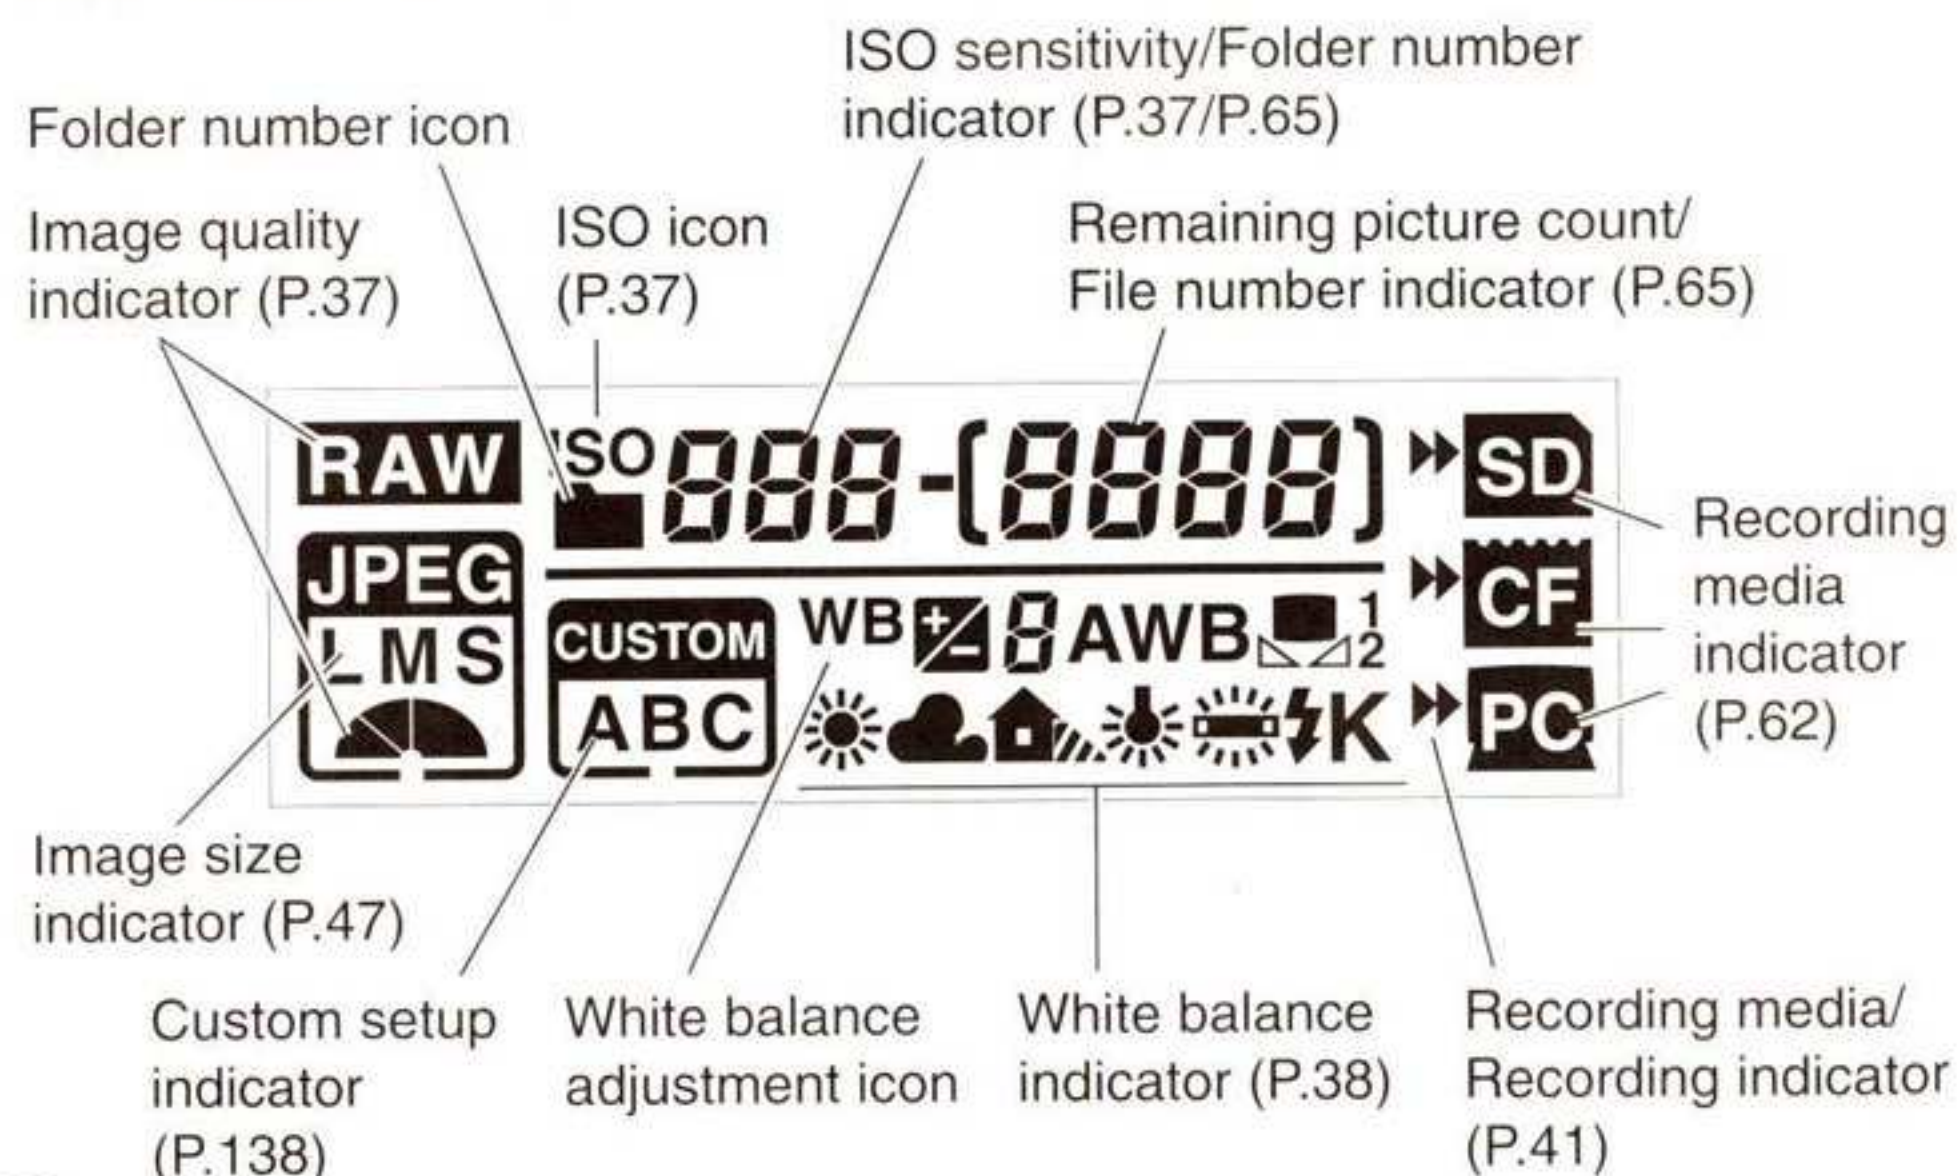 ISO sensitivity/Folder number
indicator (P.37/P.65)
Folder number icon
Image quality
indicator (P.37)
ISO icon
(P.37)
Remaining picture count/
File number indicator (P.65)
RAW
ISO
888-(8888)
SD
JPEG
L M S
CUSTOM
A B C
WB +- 8 AWB 1
2
K
CF
PC
Recording
media
indicator
(P.62)
Image size
indicator (P.47)
Custom setup
indicator
(P.138)
White balance
adjustment icon
White balance
indicator (P.38)
Recording media/
Recording indicator
(P.41)